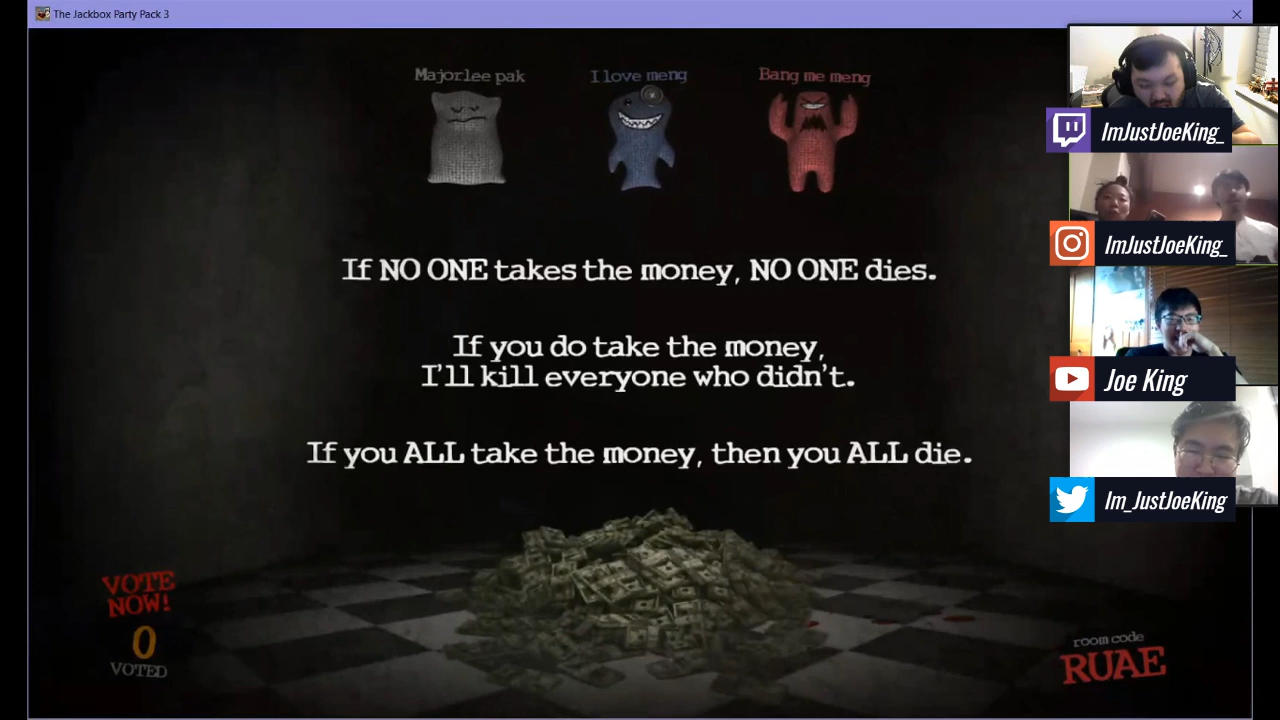 The Jackbox Party Pack 3
Majorlee pak
I love meng
Bang me meng
If NO ONE takes the money, NO ONE dies.
If you do take the money,
I'll kill everyone who didn't.
If you ALL take the money, then you ALL die.
VOTE
NOW!
0
VOTED
room code
RUAE
ImJustJoeKing_
ImJustJoeKing_
Joe King
Im_JustJoeKing